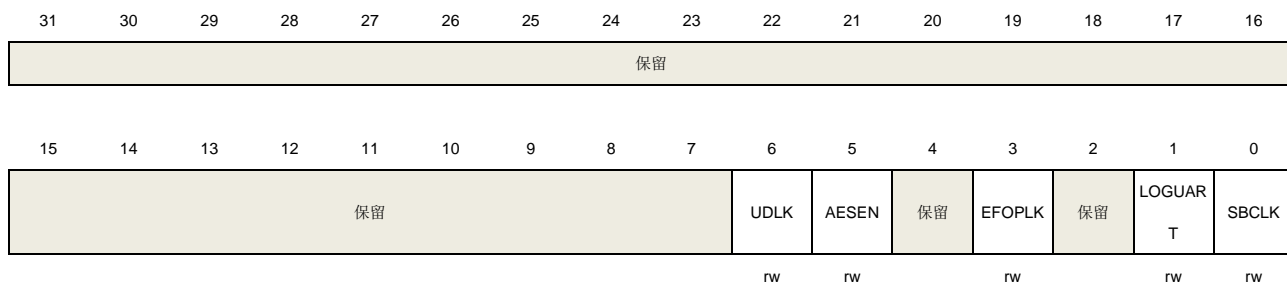 31 30 29 28 27 26 25 24 23 22 21 20 19 18 17 16
保留
15 14 13 12 11 10 9 8 7 6 5 4 3 2 1 0
保留 UDLK AESEN 保留 EFOPLK 保留 LOGUAR SBCLK
T
rw rw rw rw rw